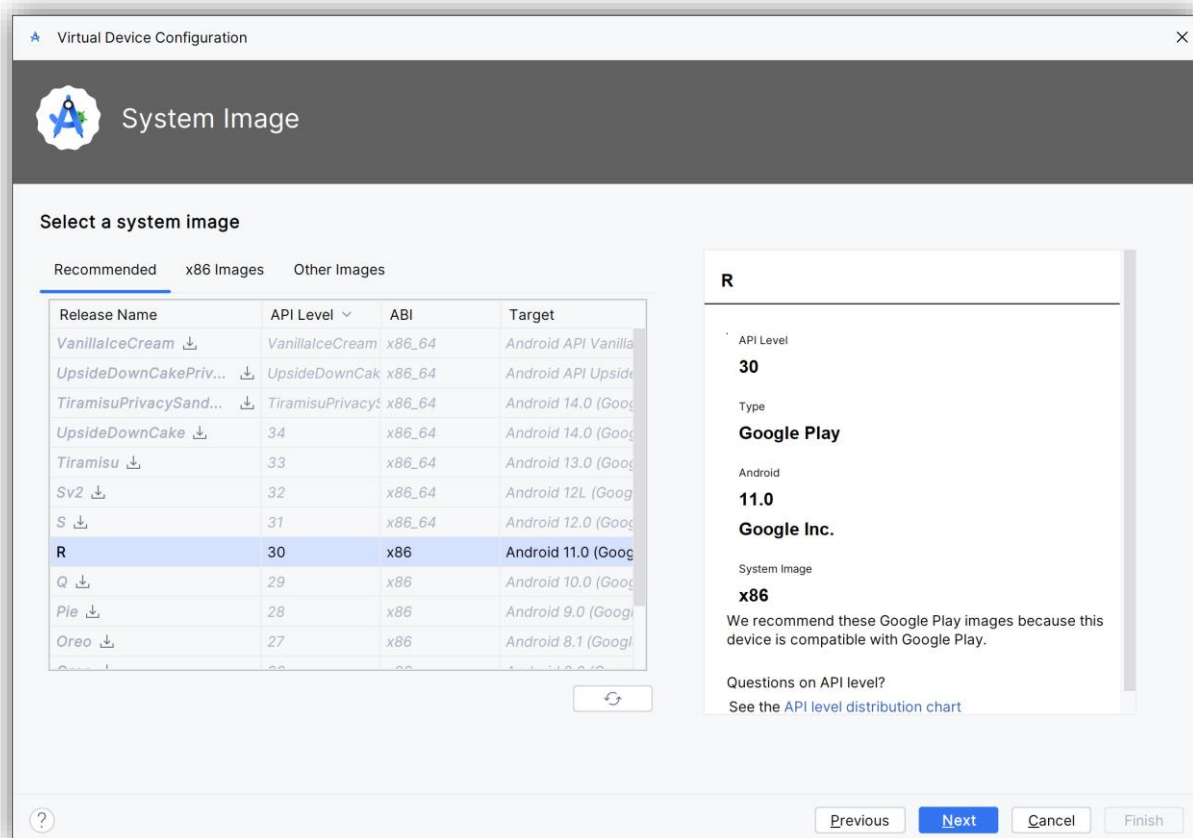 Virtual Device Configuration
System Image
Select a system image
Recommended x86 Images Other Images
Release Name API Level ABI Target
VanillaIceCream VanillaIceCream x86_64 Android API Vanilla
UpsideDownCakePriv... UpsideDownCak x86_64 Android API Upside
TiramisuPrivacySand... TiramisuPrivacyS x86_64 Android 14.0 (Goog
UpsideDownCake 34 x86_64 Android 14.0 (Goog
Tiramisu 33 x86_64 Android 13.0 (Goog
Sv2 32 x86_64 Android 12L (Goog
S 31 x86_64 Android 12.0 (Goog
R 30 x86 Android 11.0 (Goog
Q 29 x86 Android 10.0 (Goog
Pie 28 x86 Android 9.0 (Googl
Oreo 27 x86 Android 8.1 (Googl
R
API Level
30
Type
Google Play
Android
11.0
Google Inc.
System Image
x86
We recommend these Google Play images because this
device is compatible with Google Play.
Questions on API level?
See the API level distribution chart
?
Previous Next Cancel Finish